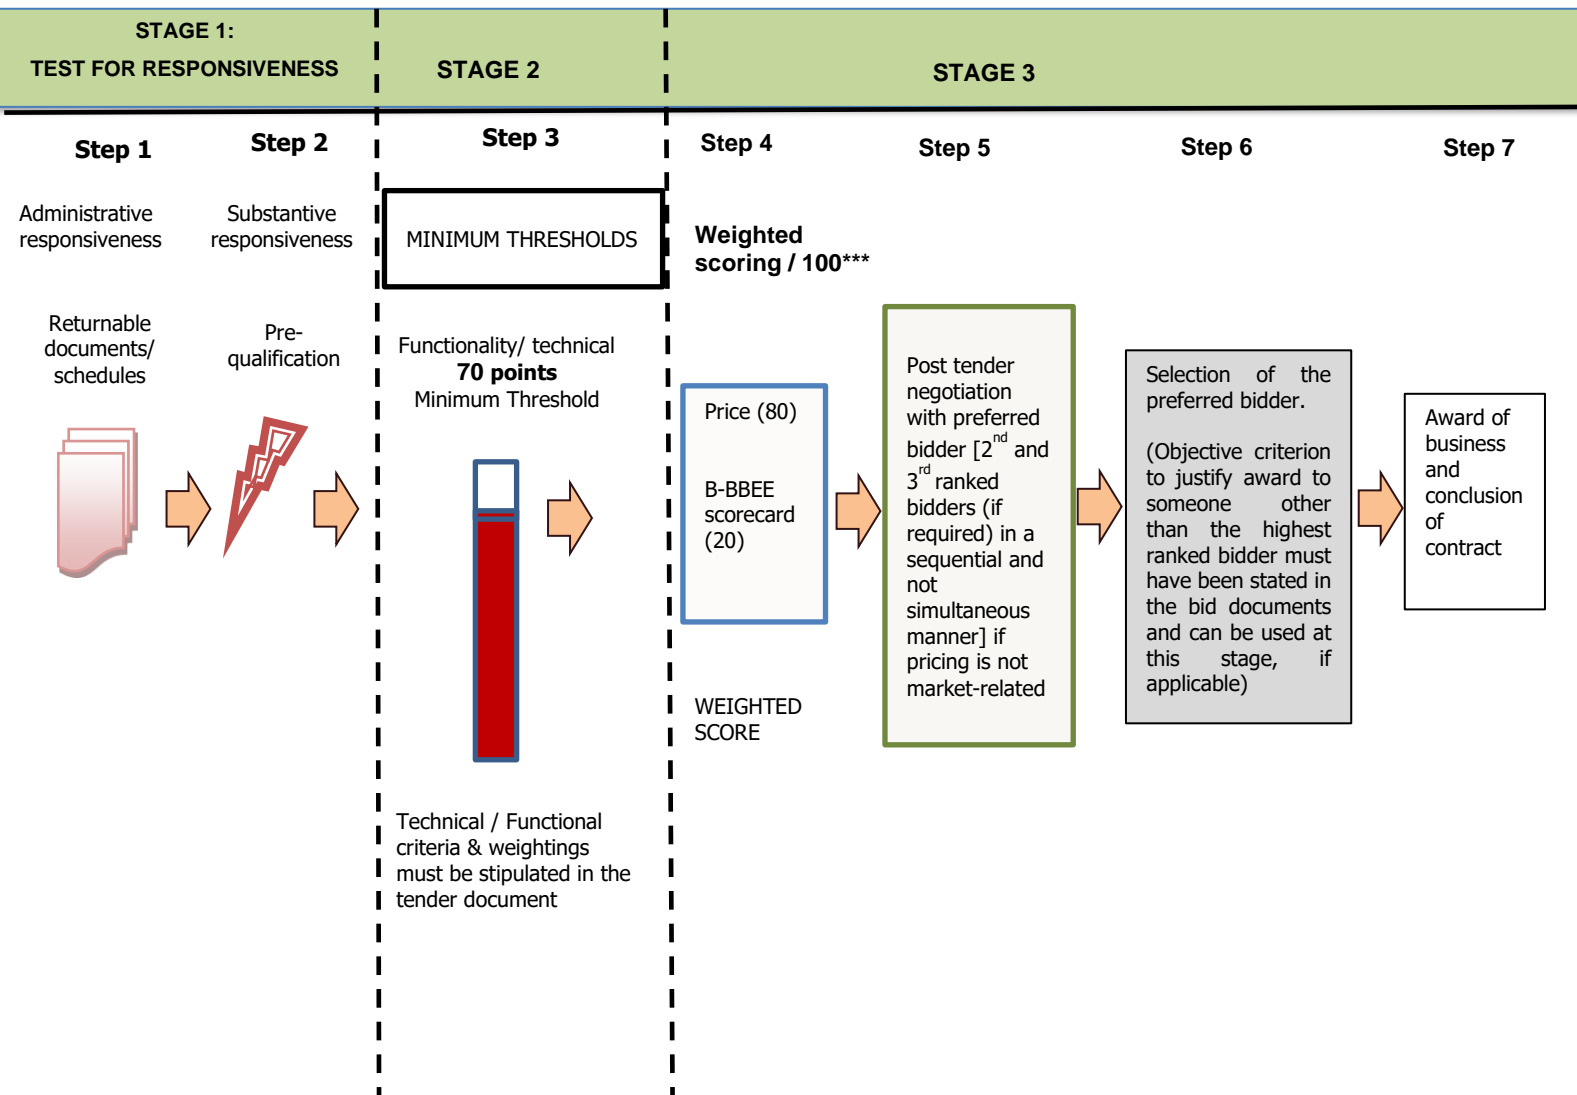 STAGE 1:
TEST FOR RESPONSIVENESS
STAGE 2
STAGE 3
Step 1
Step 2
Step 3
Step 4
Step 5
Step 6
Step 7
Administrative
responsiveness
Substantive
responsiveness
MINIMUM THRESHOLDS
Weighted
scoring / 100***
Returnable
documents/
schedules
Pre-
qualification
Functionality/ technical
70 points
Minimum Threshold
Technical / Functional
criteria & weightings
must be stipulated in the
tender document
Price (80)
B-BBEE
scorecard
(20)
WEIGHTED
SCORE
Post tender
negotiation
with preferred
bidder [2nd and
3rd ranked
bidders (if
required) in a
sequential and
not
simultaneous
manner] if
pricing is not
market-related
Selection of the
preferred bidder.
(Objective criterion
to justify award to
someone other
than the highest
ranked bidder must
have been stated in
the bid documents
and can be used at
this stage, if
applicable)
Award of
business
and
conclusion
of
contract